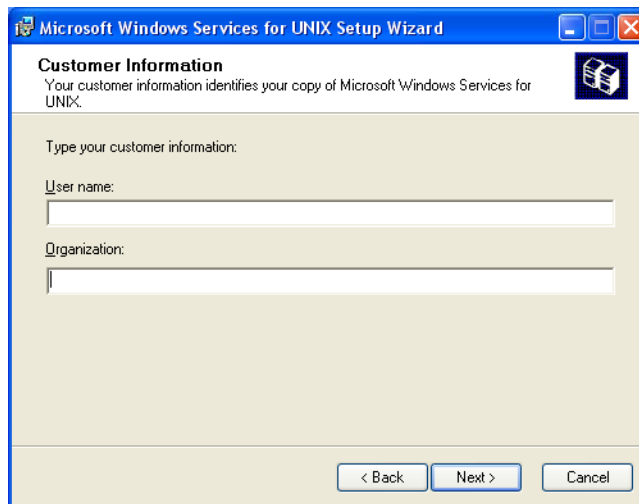 Microsoft Windows Services for UNIX Setup Wizard
Customer Information
Your customer information identifies your copy of Microsoft Windows Services for
UNIX.
Type your customer information:
User name:
Organization:
< Back
Next >
Cancel